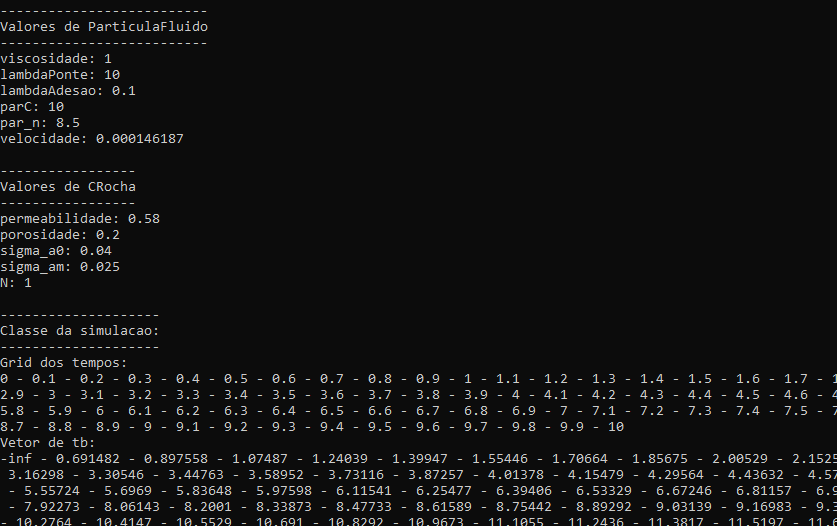 --------------------------
Valores de ParticulaFluido
--------------------------
viscosidade: 1
lambdaPonte: 10
lambdaAdesao: 0.1
parC: 10
par_n: 8.5
velocidade: 0.000146187
-----------------
Valores de CRocha
-----------------
permeabilidade: 0.58
porosidade: 0.2
sigma_a0: 0.04
sigma_am: 0.025
N: 1
--------------------
Classe da simulacao:
--------------------
Grid dos tempos:
0 - 0.1 - 0.2 - 0.3 - 0.4 - 0.5 - 0.6 - 0.7 - 0.8 - 0.9 - 1 - 1.1 - 1.2 - 1.3 - 1.4 - 1.5 - 1.6 - 1.7 - 1
2.9 - 3 - 3.1 - 3.2 - 3.3 - 3.4 - 3.5 - 3.6 - 3.7 - 3.8 - 3.9 - 4 - 4.1 - 4.2 - 4.3 - 4.4 - 4.5 - 4.6 - 4
5.8 - 5.9 - 6 - 6.1 - 6.2 - 6.3 - 6.4 - 6.5 - 6.6 - 6.7 - 6.8 - 6.9 - 7 - 7.1 - 7.2 - 7.3 - 7.4 - 7.5 - 7
8.7 - 8.8 - 8.9 - 9 - 9.1 - 9.2 - 9.3 - 9.4 - 9.5 - 9.6 - 9.7 - 9.8 - 9.9 - 10
Vetor de tb:
-inf - 0.691482 - 0.897558 - 1.07487 - 1.24039 - 1.39947 - 1.55446 - 1.70664 - 1.85675 - 2.00529 - 2.1525
3.16298 - 3.30546 - 3.44763 - 3.58952 - 3.73116 - 3.87257 - 4.01378 - 4.15479 - 4.29564 - 4.43632 - 4.57
- 5.55724 - 5.6969 - 5.83648 - 5.97598 - 6.11541 - 6.25477 - 6.39406 - 6.53329 - 6.67246 - 6.81157 - 6.9
- 7.92273 - 8.06143 - 8.2001 - 8.33873 - 8.47733 - 8.61589 - 8.75442 - 8.89292 - 9.03139 - 9.16983 - 9.
- 10.2764 - 10.4147 - 10.5529 - 10.691 - 10.8292 - 10.9673 - 11.1055 - 11.2436 - 11.3817 - 11.5197 -